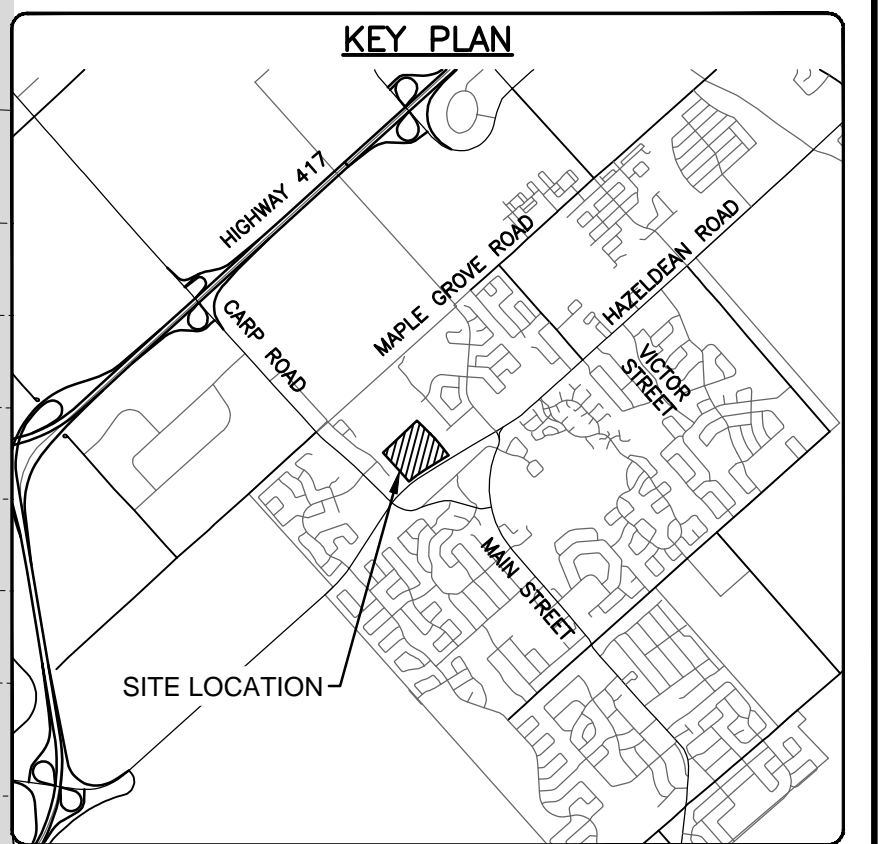 KEY PLAN
HIGHWAY 417
MAPLE GROVE ROAD
HAZELDEAN ROAD
CARP ROAD
VICTOR
STREET
MAIN STREET
SITE LOCATION